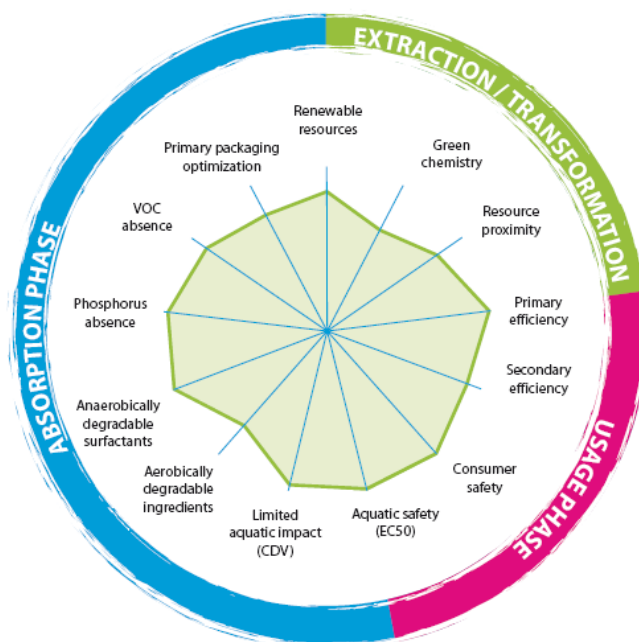 EXTRACTION / TRANSFORMATION
USAGE PHASE
ABSORPTION PHASE
Renewable
resources
Green
chemistry
Resource
proximity
Primary
efficiency
Secondary
efficiency
Consumer
safety
Aquatic safety
(EC50)
Limited
aquatic impact
(CDV)
Aerobically
degradable
ingredients
Anaerobically
degradable
surfactants
Phosphorus
absence
VOC
absence
Primary packaging
optimization